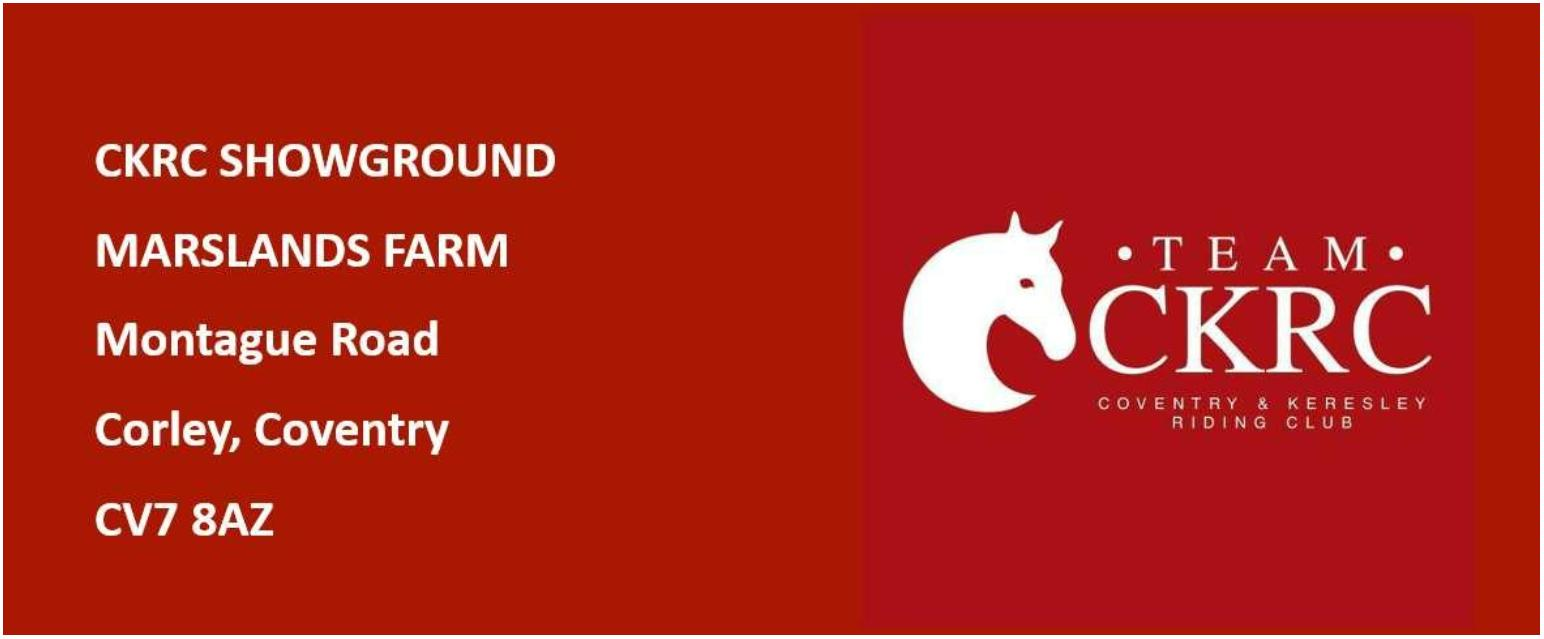 CKRC SHOWGROUND
MARSLANDS FARM
Montague Road
Corley, Coventry
CV7 8AZ
• TEAM •
CKRC
COVENTRY & KERESLEY
RIDING CLUB